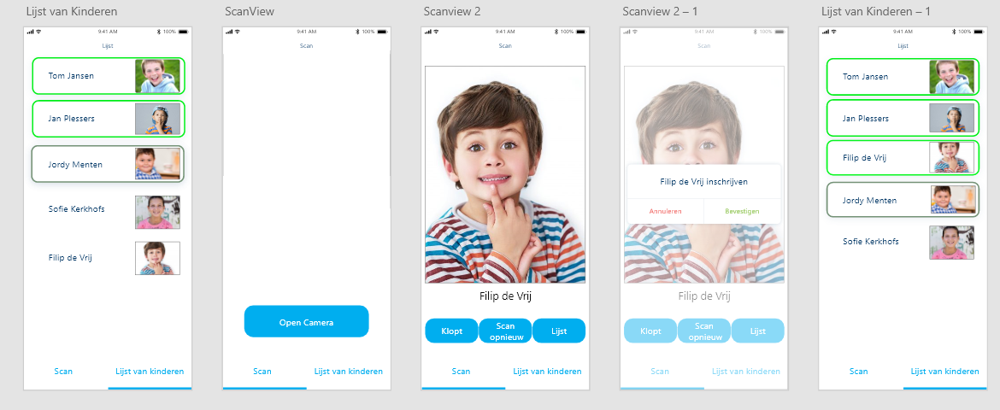 Lijst van Kinderen
9:41 AM
100%
Lijst
Tom Jansen
Jan Plessers
Jordy Menten
Sofie Kerkhofs
Filip de Vrij
Scan
Lijst van kinderen
ScanView
9:41 AM
100%
Scan
Open Camera
Scan
Lijst van kinderen
Scanview 2
9:41 AM
100%
Scan
Filip de Vrij
Klopt
Scan
opnieuw
Lijst
Scan
Lijst van kinderen
Scanview 2 – 1
9:41 AM
100%
Scan
Filip de Vrij inschrijven
Annuleren
Bevestigen
Filip de Vrij
Klopt
Scan
opnieuw
Lijst
Scan
Lijst van kinderen
Lijst van Kinderen – 1
9:41 AM
100%
Lijst
Tom Jansen
Jan Plessers
Filip de Vrij
Jordy Menten
Sofie Kerkhofs
Scan
Lijst van kinderen